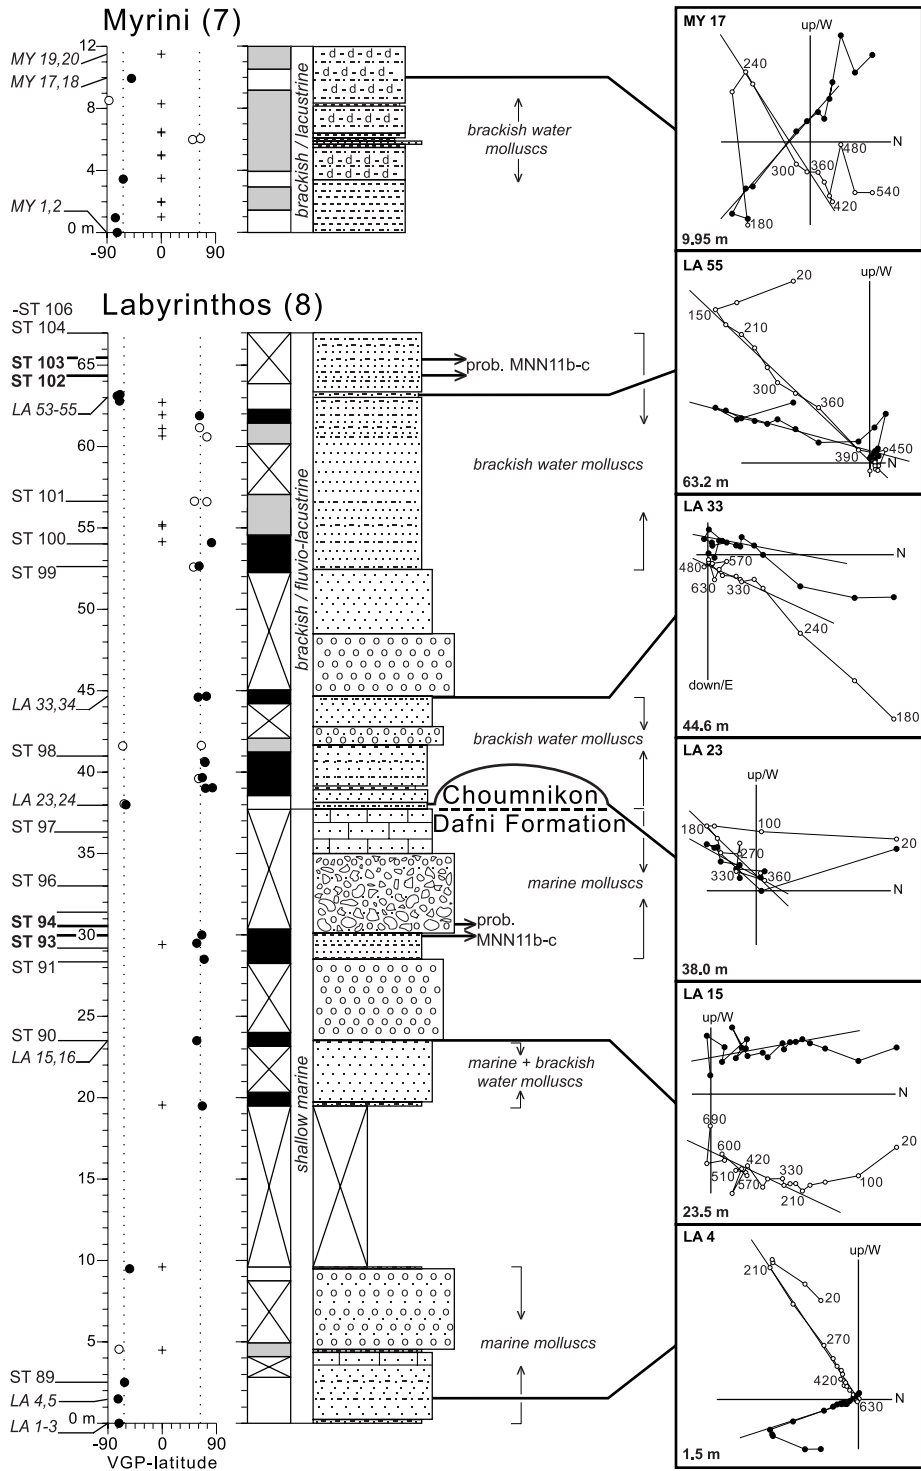 Myrini (7)
12
MY 19,20
MY 17,18
8
4
MY 1,2
0 m
-90
0
90
brackish / lacustrine
brackish water
molluscs
Labyrinthos (8)
-ST 106
ST 104
ST 103
65
ST 102
LA 53-55
60
ST 101
55
ST 100
ST 99
50
45
LA 33,34
ST 98
40
LA 23,24
ST 97
35
ST 96
ST 94
30
ST 93
ST 91
25
ST 90
LA 15,16
20
15
10
5
ST 89
LA 4,5
0 m
LA 1-3
-90
0
90
VGP-latitude
brackish / fluvio-lacustrine
shallow marine
prob. MNN11b-c
brackish water molluscs
brackish water molluscs
Choumnikon
Dafni Formation
marine molluscs
prob.
MNN11b-c
marine + brackish
water molluscs
marine molluscs
MY 17
up/W
240
N
480
300
360
540
420
180
9.95 m
LA 55
up/W
20
150
210
300
360
450
390
N
63.2 m
LA 33
N
570
480
630
330
240
down/E
180
44.6 m
LA 23
up/W
100
180
20
270
330
360
N
38.0 m
LA 15
up/W
N
690
20
600
420
330
510
570
100
210
23.5 m
LA 4
up/W
210
20
270
420
N
630
1.5 m